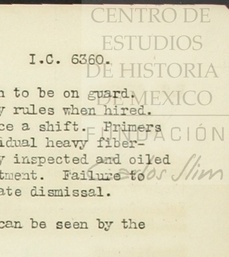 CENTRO DE
ESTUDIOS
DE HISTORIA
DE MEXICO
FUNDACIÓN
Carlos Slim
I.C. 6360.
n to be on guard.
y rules when hired.
ce a shift. Primers
idual heavy fiber-
y inspected and oiled
tment. Failure to
ate dismissal.
can be seen by the